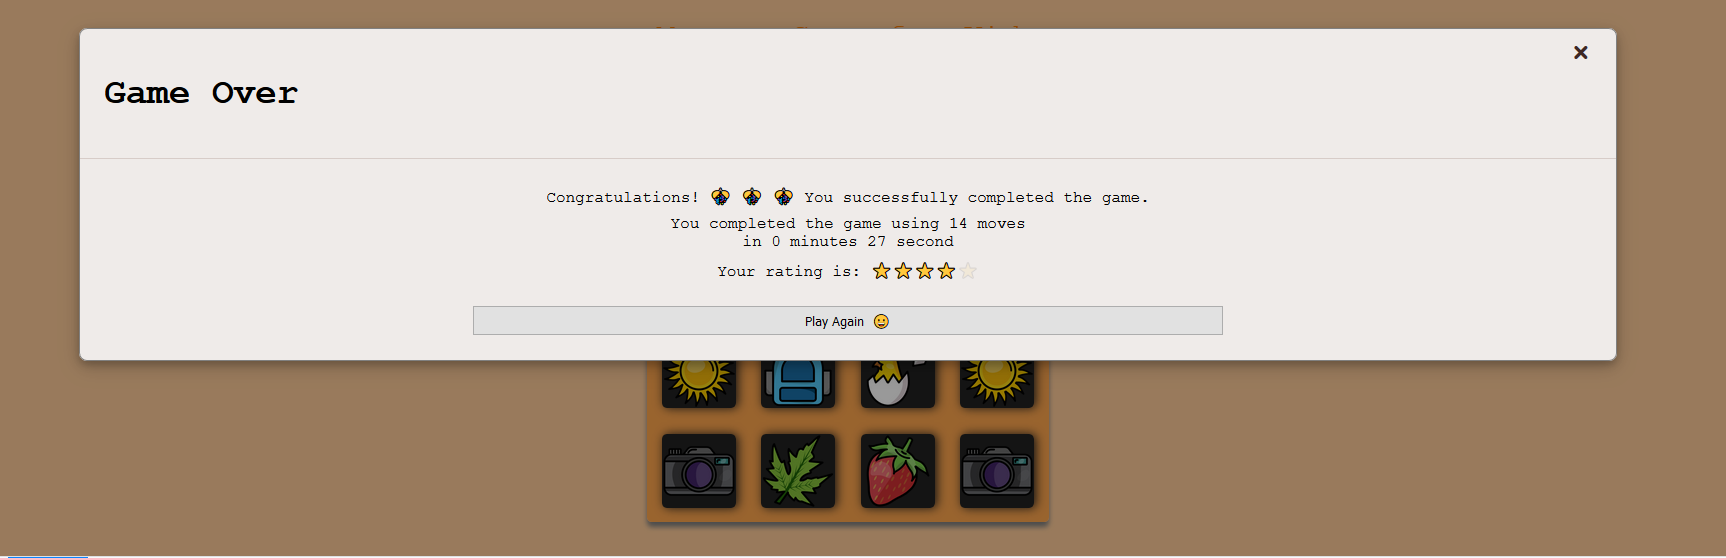 Game Over
Congratulations! You successfully completed the game.
You completed the game using 14 moves
in 0 minutes 27 second
Your rating is:
Play Again